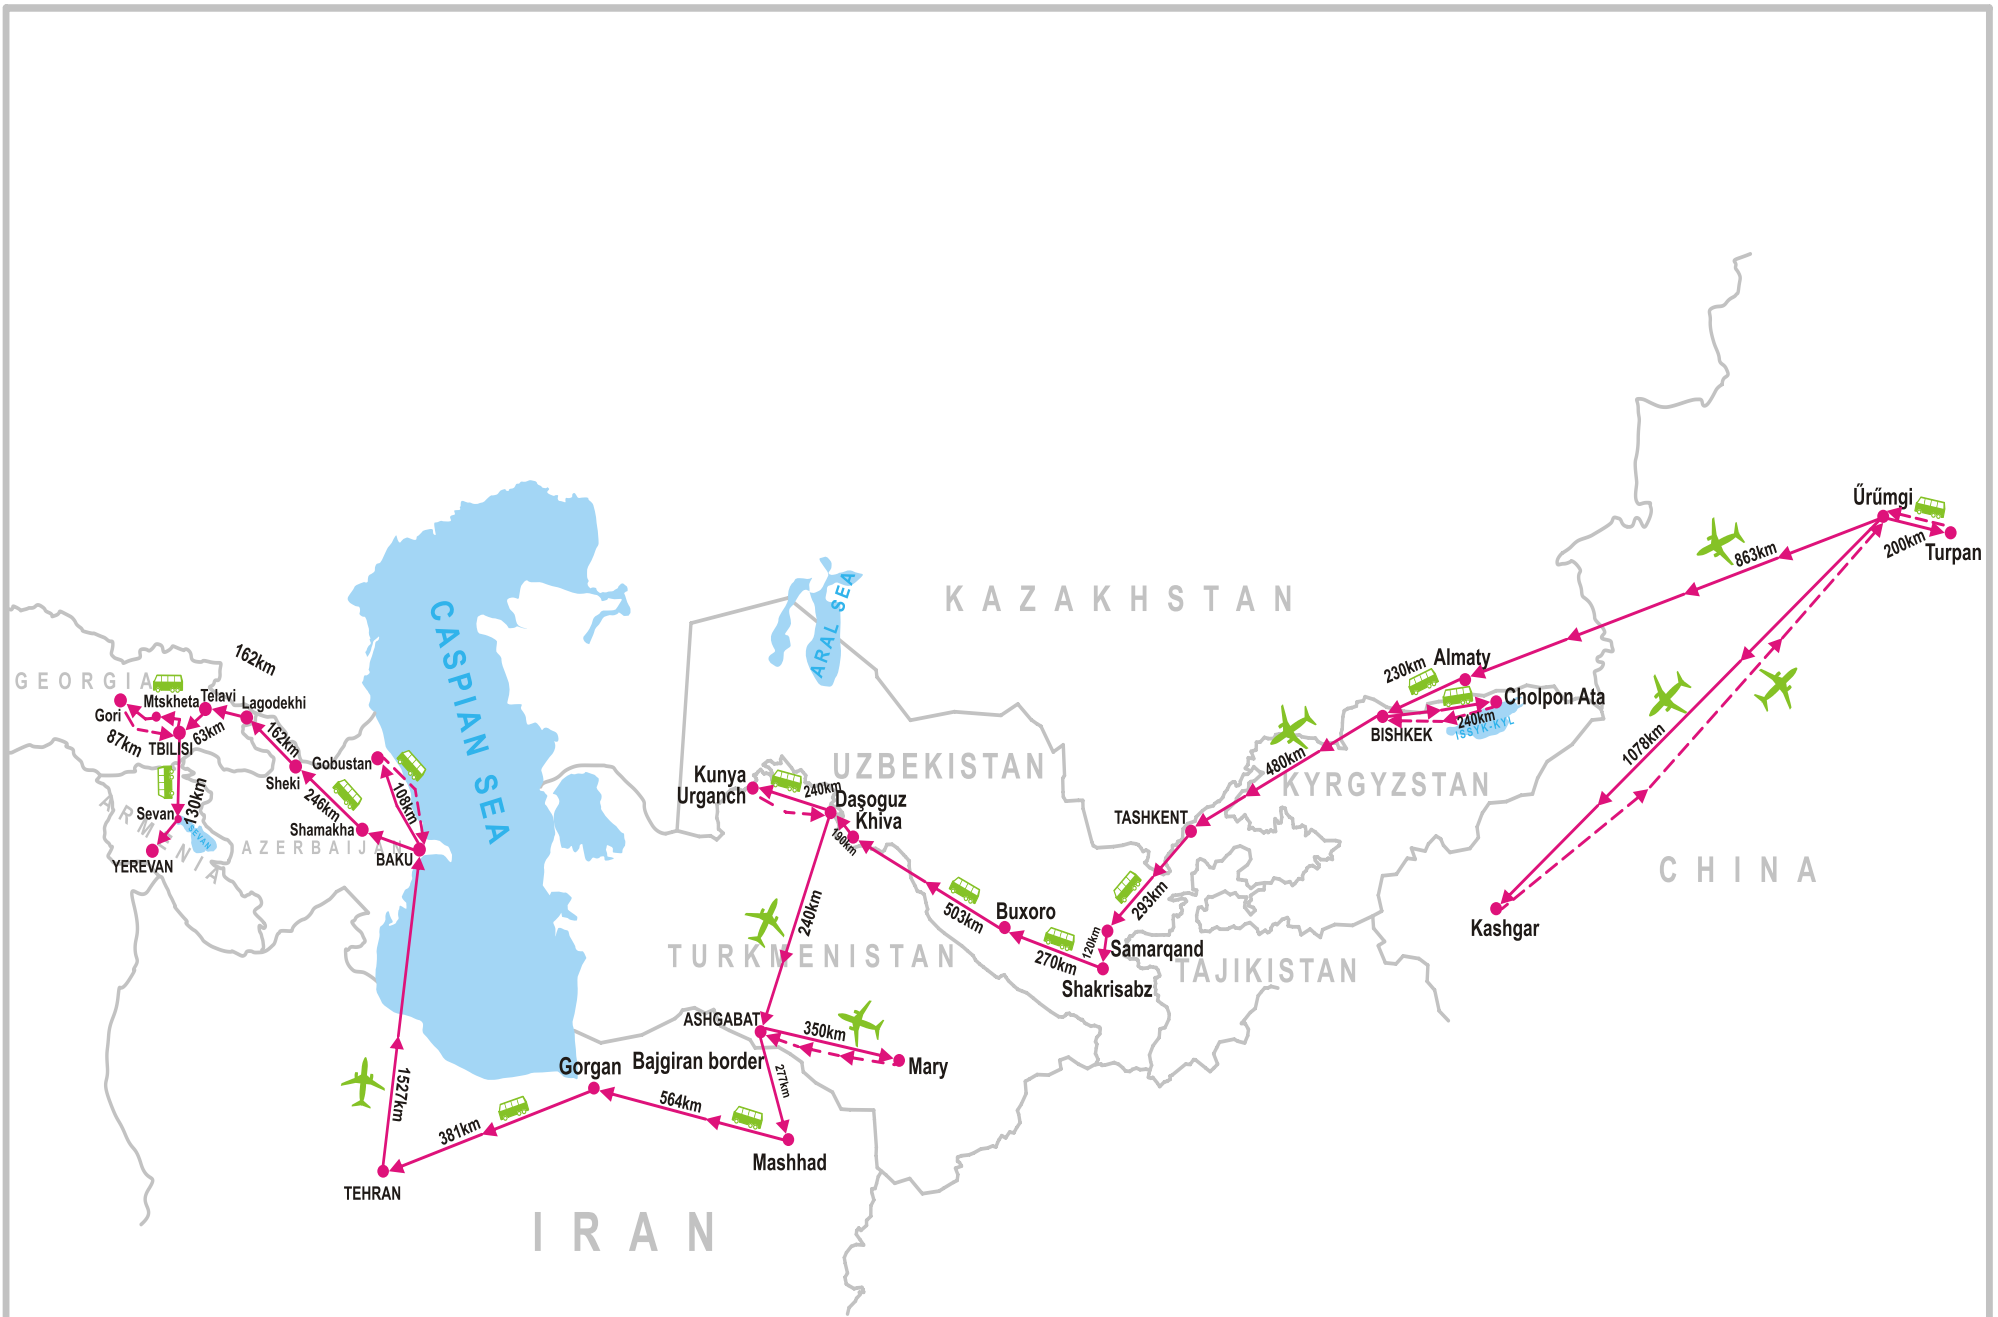 Űrűmgi
200km
Turpan
863km
KAZAKHSTAN
CASPIAN SEA
ARAL SEA
162km
GEORGIA
Mtskheta
Telavi
Lagodekhi
Gori
87km
TBILISI
63km
162km
Sheki
Gobustan
108km
246km
Shamakha
Sevan
130km
SEVAN
ARMENIA
AZERBAIJAN
BAKU
YEREVAN
230km
Almaty
Cholpon Ata
240km
ISSYK-KYL
BISHKEK
480km
KYRGYZSTAN
1078km
UZBEKISTAN
Kunya
Urganch
240km
Daşoguz
Khiva
190km
TASHKENT
293km
CHINA
Kashgar
503km
Buxoro
120km
Samarqand
270km
Shakrisabz
TAJIKISTAN
240km
TURKMENISTAN
ASHGABAT
350km
Mary
Bajgiran border
277km
Gorgan
564km
Mashhad
381km
1527km
TEHRAN
IRAN